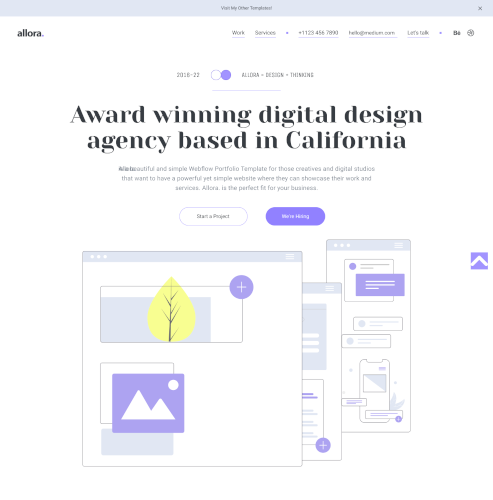 Visit My Other Templates!
allora.
Work Services +1123 456 7890 hello@medium.com Let's talk
2016-22 ALLORA - DESIGN - THINKING
Award winning digital design
agency based in California
beautiful and simple Webflow Portfolio Template for those creatives and digital studios
that want to have a powerful yet simple website where they can showcase their work and
services. Allora. is the perfect fit for your business.
Start a Project We're Hiring